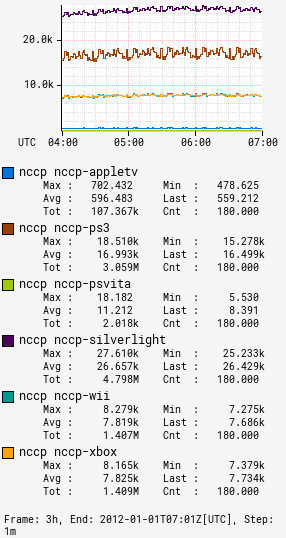 20.0k
10.0k
UTC 04:00 05:00 06:00 07:00
nccp nccp-appletv
Max : 702.432 Min : 478.625
Avg : 596.483 Last : 559.212
Tot : 107.367k Cnt : 180.000
nccp nccp-ps3
Max : 18.510k Min : 15.278k
Avg : 16.993k Last : 16.499k
Tot : 3.059M Cnt : 180.000
nccp nccp-psvita
Max : 18.182 Min : 5.530
Avg : 11.212 Last : 8.391
Tot : 2.018k Cnt : 180.000
nccp nccp-silverlight
Max : 27.610k Min : 25.233k
Avg : 26.657k Last : 26.429k
Tot : 4.798M Cnt : 180.000
nccp nccp-wii
Max : 8.279k Min : 7.275k
Avg : 7.819k Last : 7.686k
Tot : 1.407M Cnt : 180.000
nccp nccp-xbox
Max : 8.165k Min : 7.379k
Avg : 7.825k Last : 7.734k
Tot : 1.409M Cnt : 180.000
Frame: 3h, End: 2012-01-01T07:01Z[UTC], Step:
1m